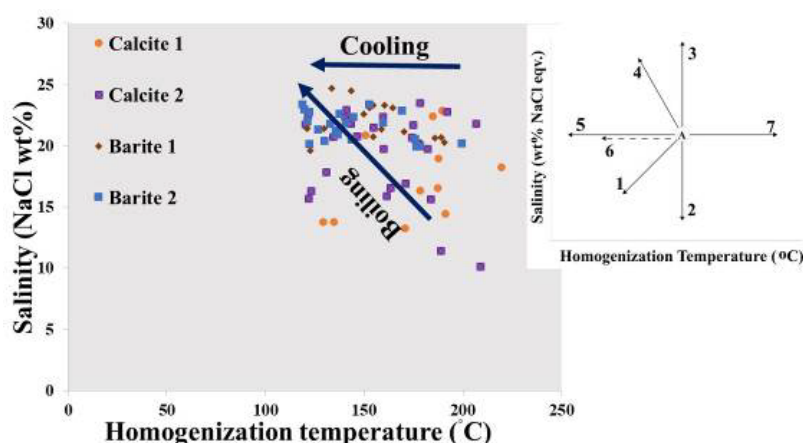 30
25
20
15
10
5
0
Salinity (NaCl wt%)
Calcite 1
Calcite 2
Barite 1
Barite 2
Cooling
Boiling
0
50
100
150
200
250
Homogenization temperature (°C)
Salinity (wt% NaCl eqv.)
3
4
5
A
7
6
1
2
Homogenization Temperature (ºC)